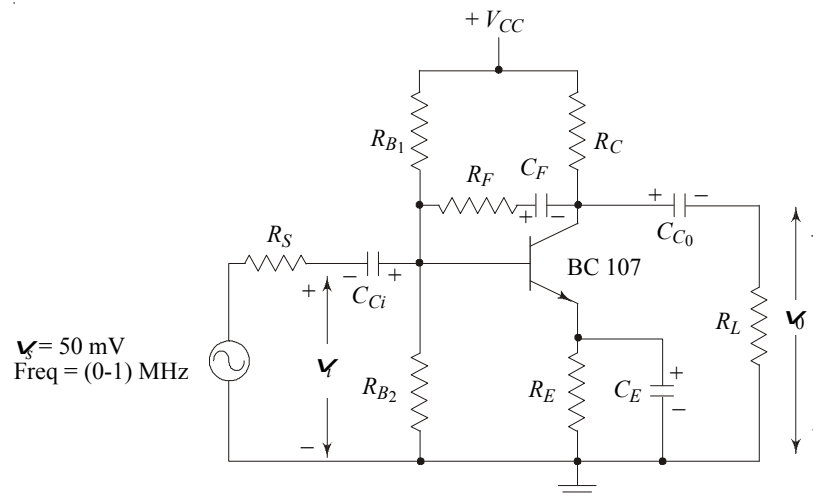 + V_CC
R_B1
R_C
R_F
C_F
+ −
+ −
C_C0
R_S
+ − +
C_Ci
BC 107
v_s = 50 mV
Freq = (0-1) MHz
v_i
R_B2
R_E
C_E
+
−
R_L
v_0
−